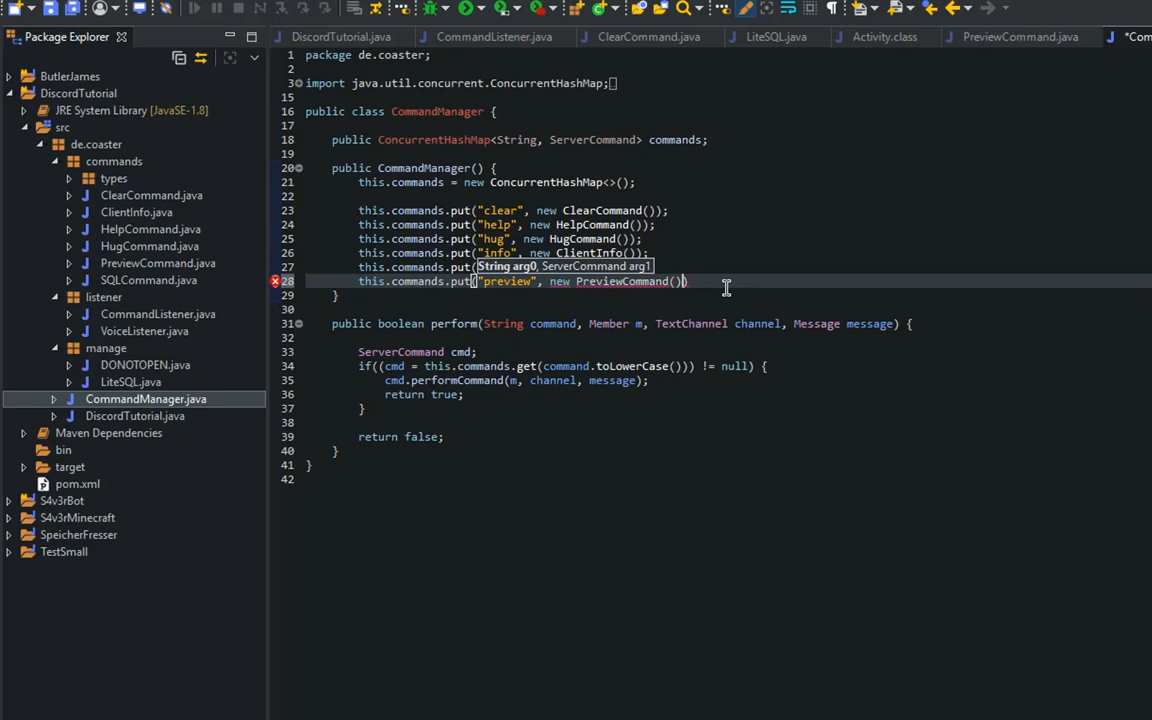 Package Explorer
DiscordTutorial.java
CommandListener.java
ClearCommand.java
LiteSQL.java
Activity.class
PreviewCommand.java
ButlerJames
DiscordTutorial
JRE System Library [JavaSE-1.8]
src
de.coaster
commands
types
ClearCommand.java
ClientInfo.java
HelpCommand.java
HugCommand.java
PreviewCommand.java
SQLCommand.java
listener
CommandListener.java
VoiceListener.java
manage
DONOTOPEN.java
LiteSQL.java
CommandManager.java
DiscordTutorial.java
Maven Dependencies
bin
target
pom.xml
S4v3rBot
S4v3rMinecraft
SpeicherFresser
TestSmall
1 package de.coaster;
2
3 import java.util.concurrent.ConcurrentHashMap;
15
16 public class CommandManager {
17
18 public ConcurrentHashMap<String, ServerCommand> commands;
19
20 public CommandManager() {
21 this.commands = new ConcurrentHashMap<>();
22
23 this.commands.put("clear", new ClearCommand());
24 this.commands.put("help", new HelpCommand());
25 this.commands.put("hug", new HugCommand());
26 this.commands.put("info", new ClientInfo());
27 this.commands.put(
String arg0, ServerCommand arg1
28 this.commands.put("preview", new PreviewCommand())
29 }
30
31 public boolean perform(String command, Member m, TextChannel channel, Message message) {
32
33 ServerCommand cmd;
34 if((cmd = this.commands.get(command.toLowerCase())) != null) {
35 cmd.performCommand(m, channel, message);
36 return true;
37 }
38
39 return false;
40 }
41 }
42